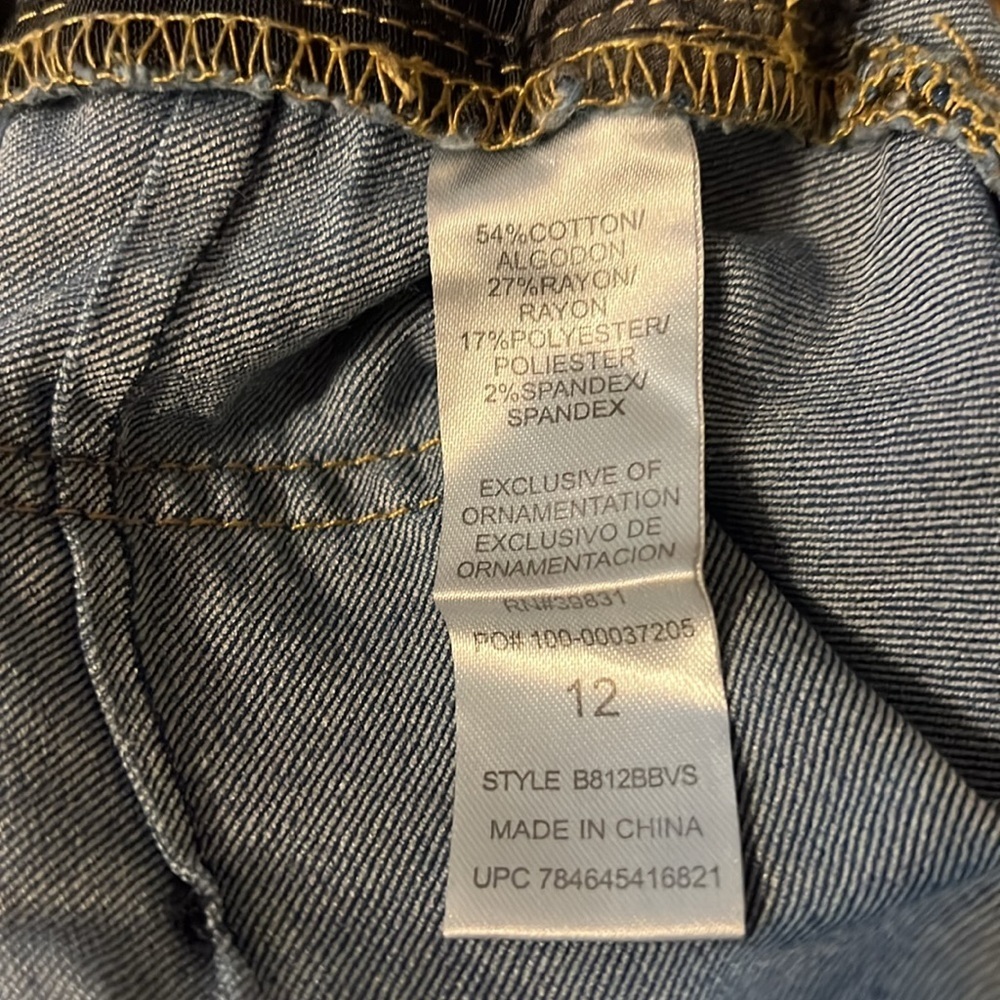 54%COTTON/
ALGODON
27%RAYON/
RAYON
17%POLYESTER/
POLIESTER
2%SPANDEX/
SPANDEX
EXCLUSIVE OF
ORNAMENTATION
EXCLUSIVO DE
ORNAMENTACION
RN#39831
PO# 100-00037205
12
STYLE B812BBVS
MADE IN CHINA
UPC 784645416821